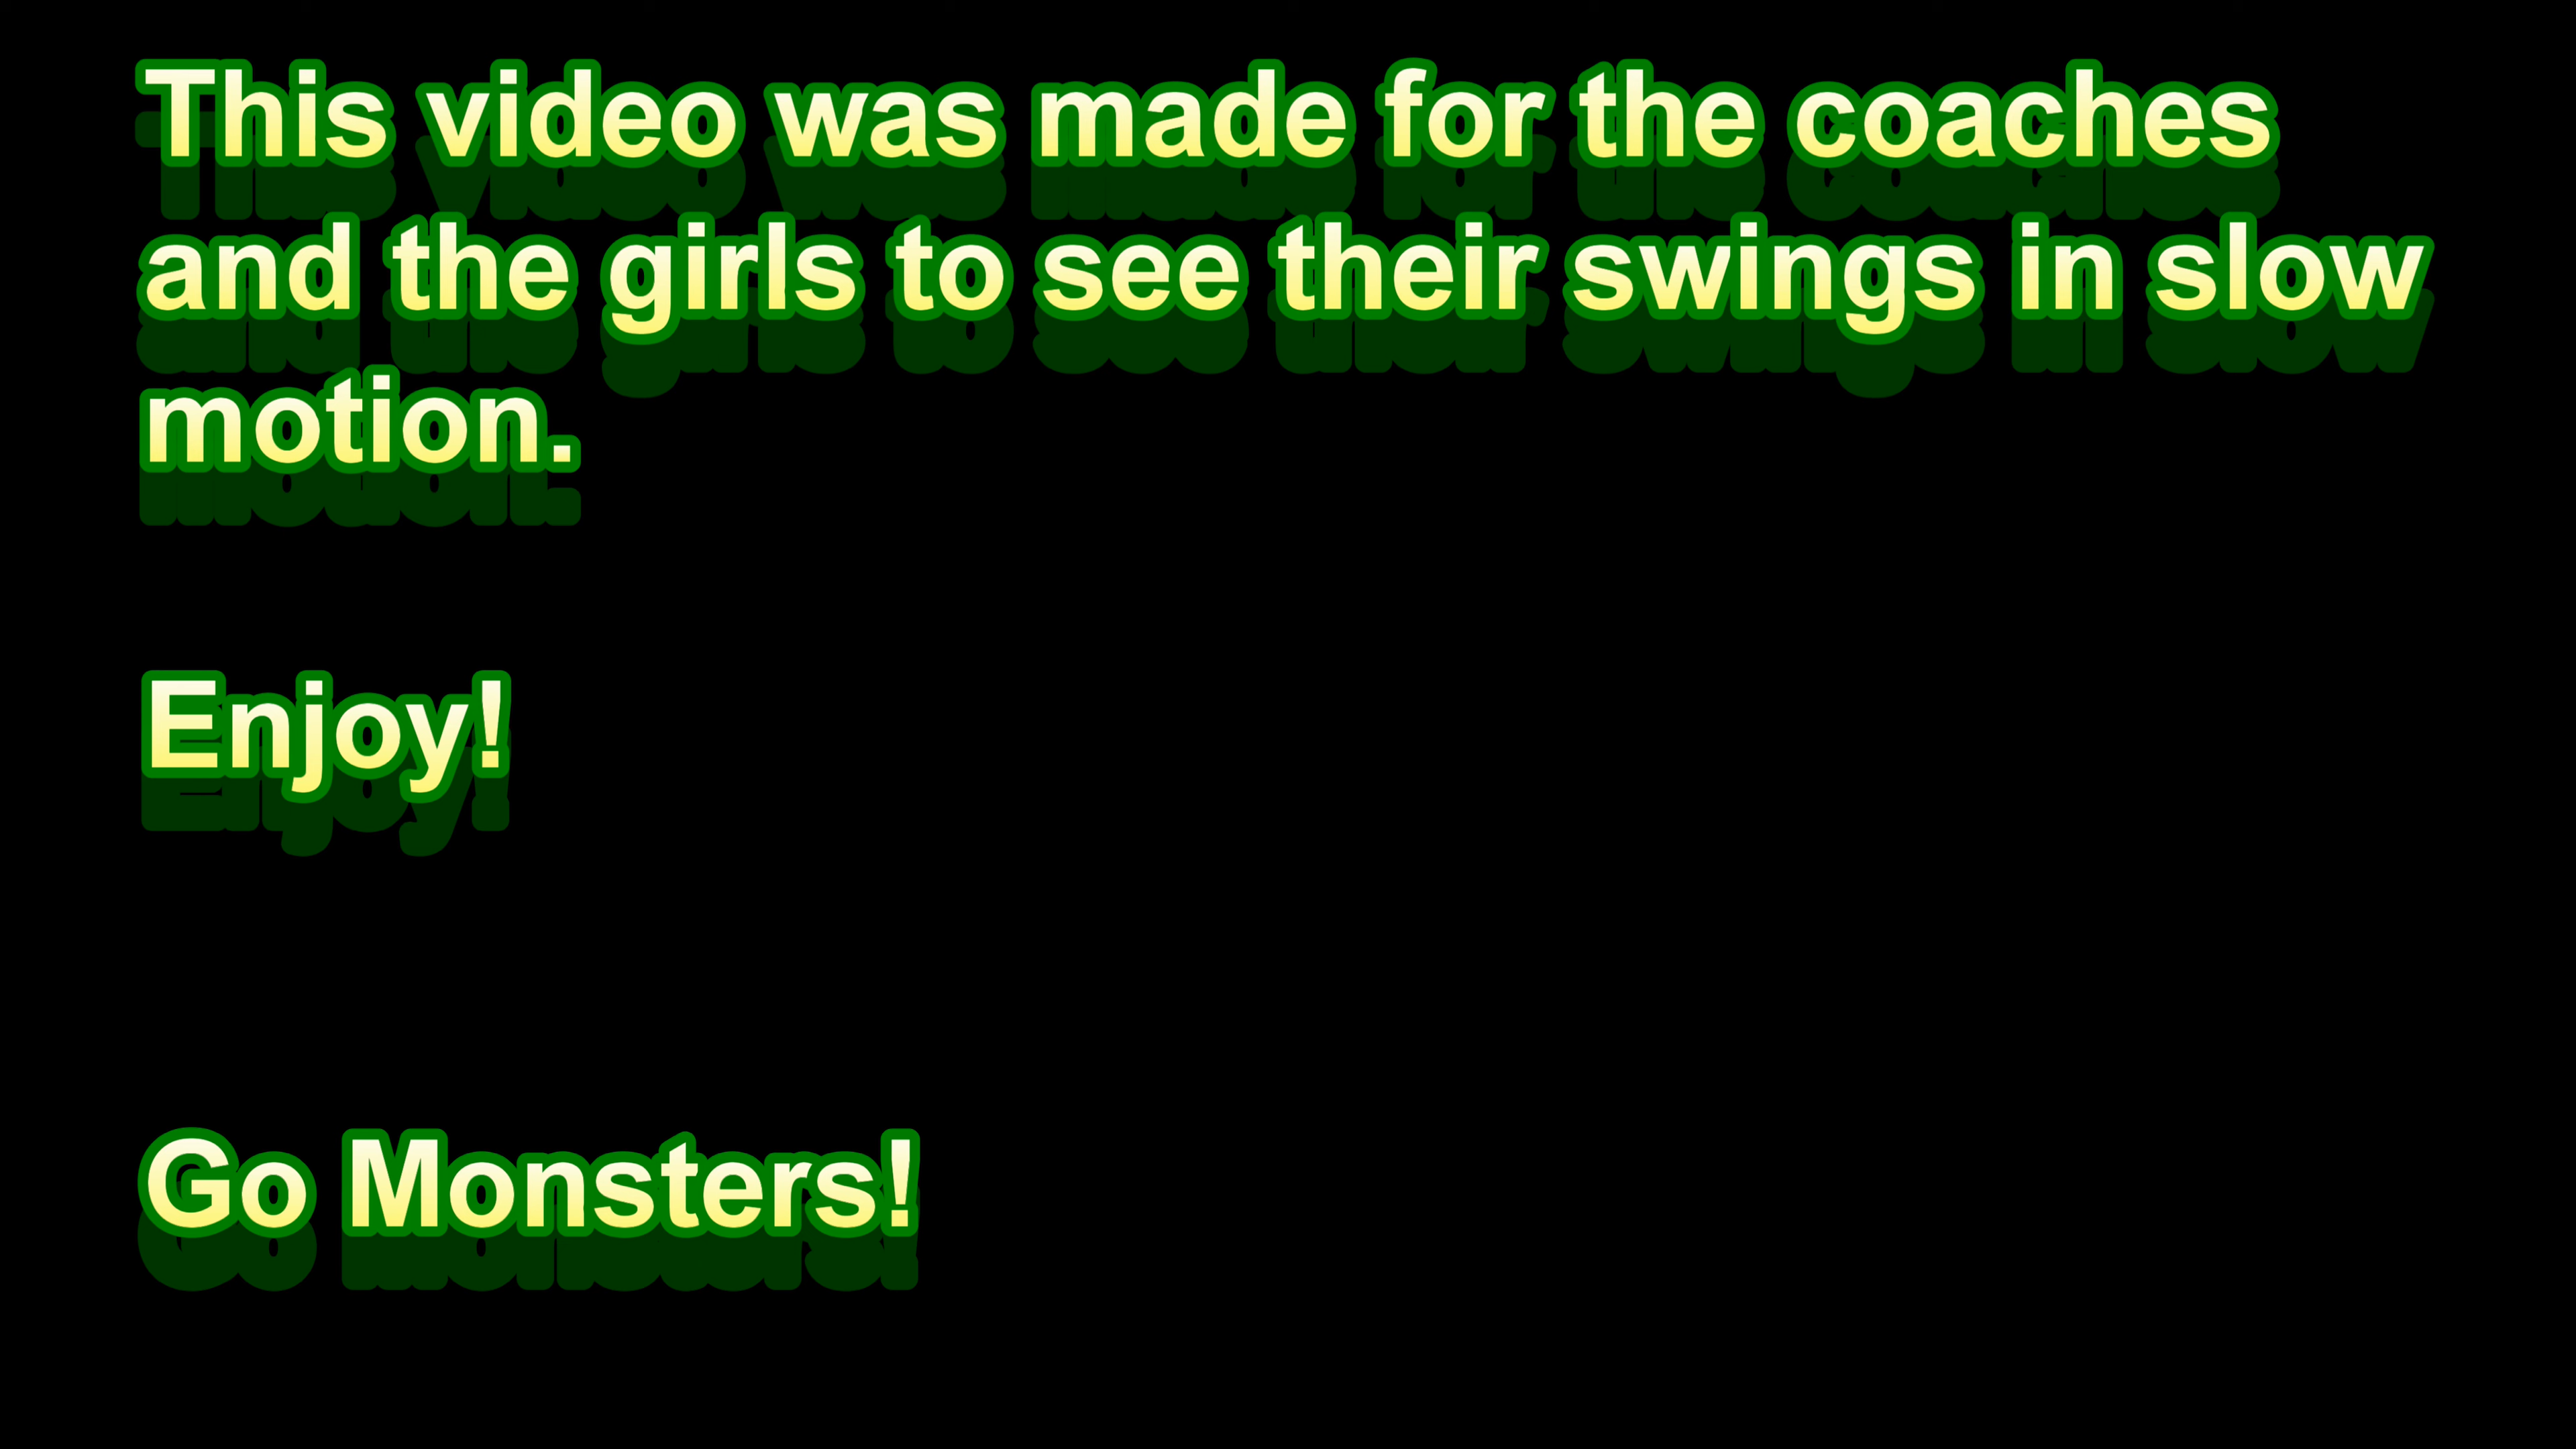 This video was made for the coaches
and the girls to see their swings in slow
motion.
Enjoy!
Go Monsters!